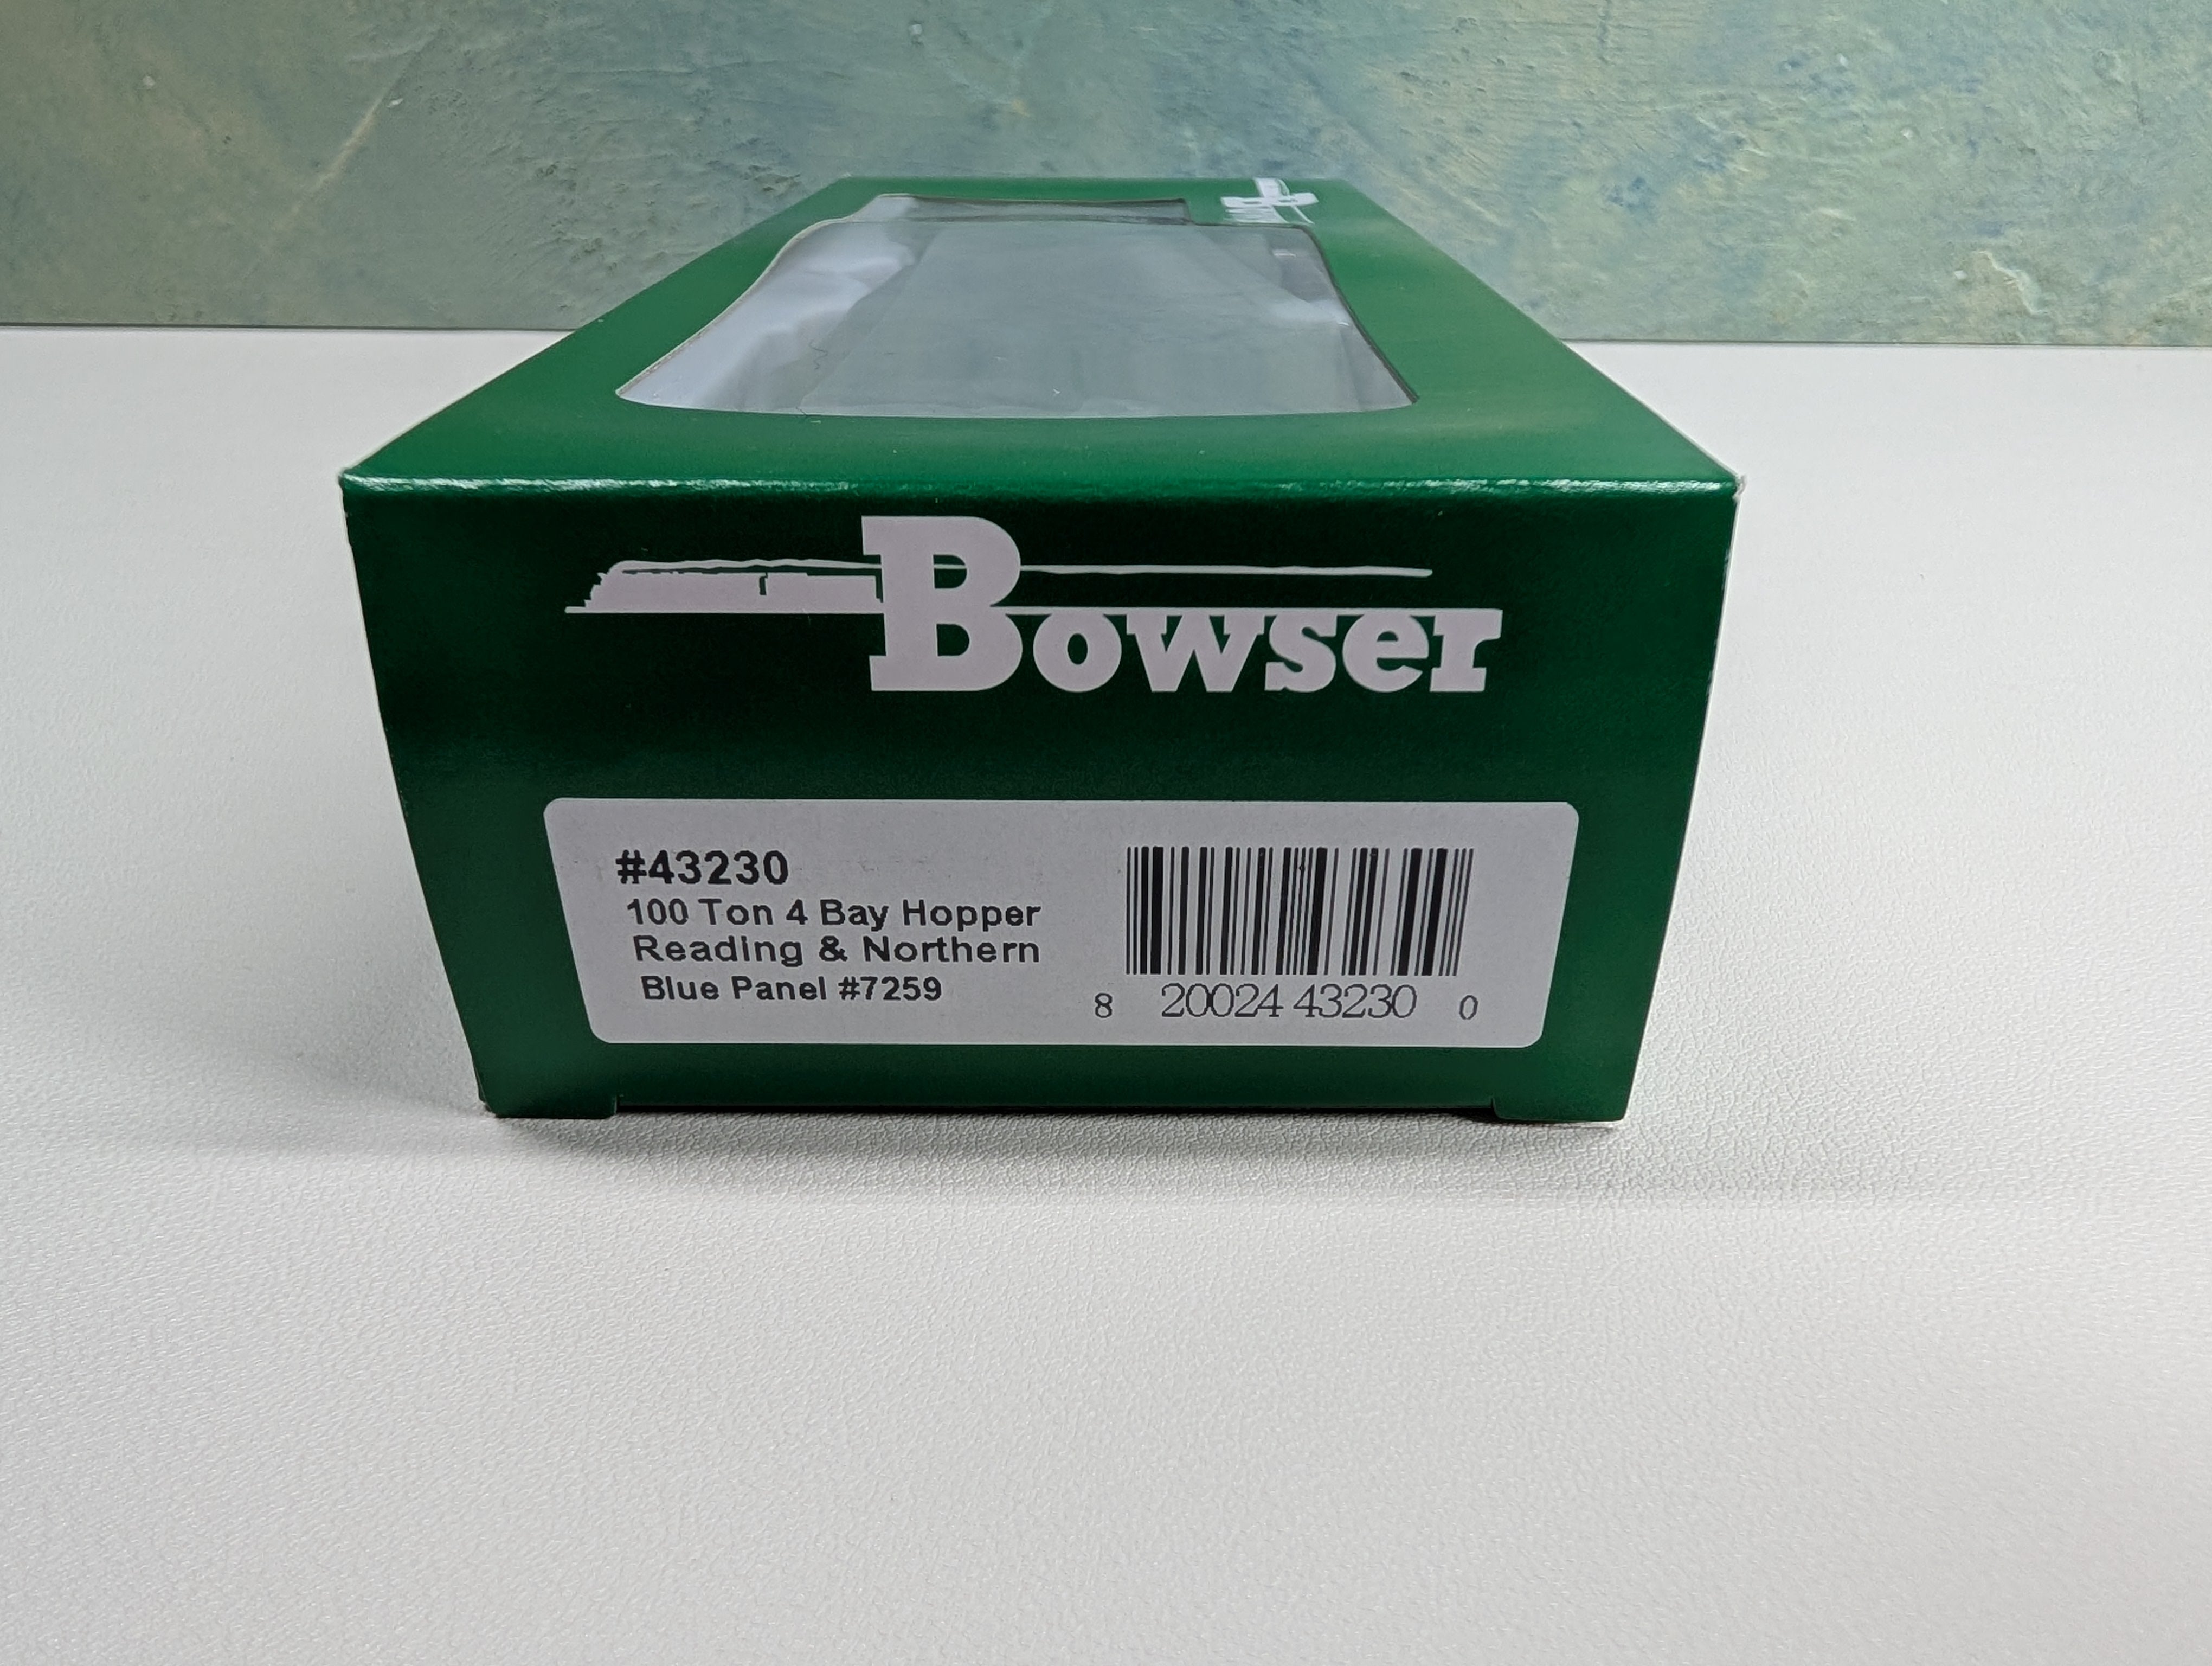 Bowser
#43230
100 Ton 4 Bay Hopper
Reading & Northern
Blue Panel #7259
8 20024 43230 0